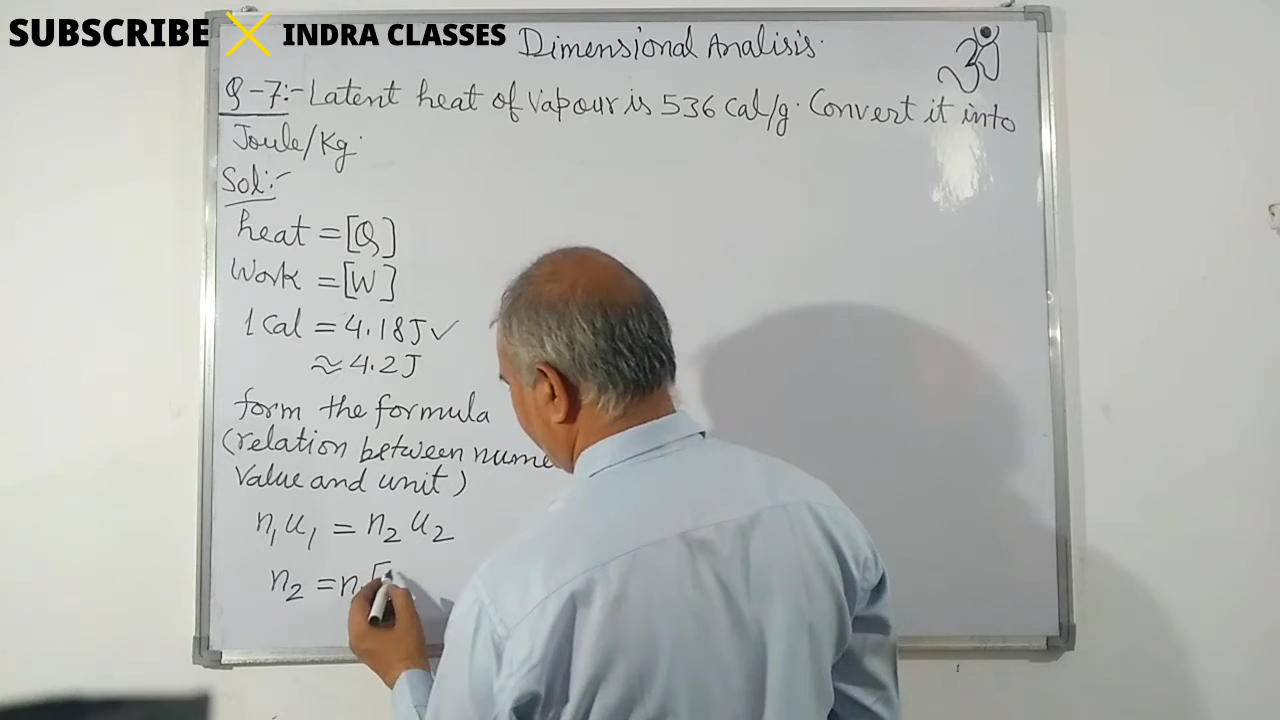 SUBSCRIBE INDRA CLASSES
Dimensional Analisis.
ॐ
Q-7:- Latent heat of vapour is 536 Cal/g. Convert it into
Joule/Kg.
Sol:-
heat = [Q]
Work = [W]
1 Cal = 4.18J ✓
≈ 4.2J
form the formula
(relation between nume
Value and unit)
n₁u₁ = n₂u₂
n₂ = n₁[